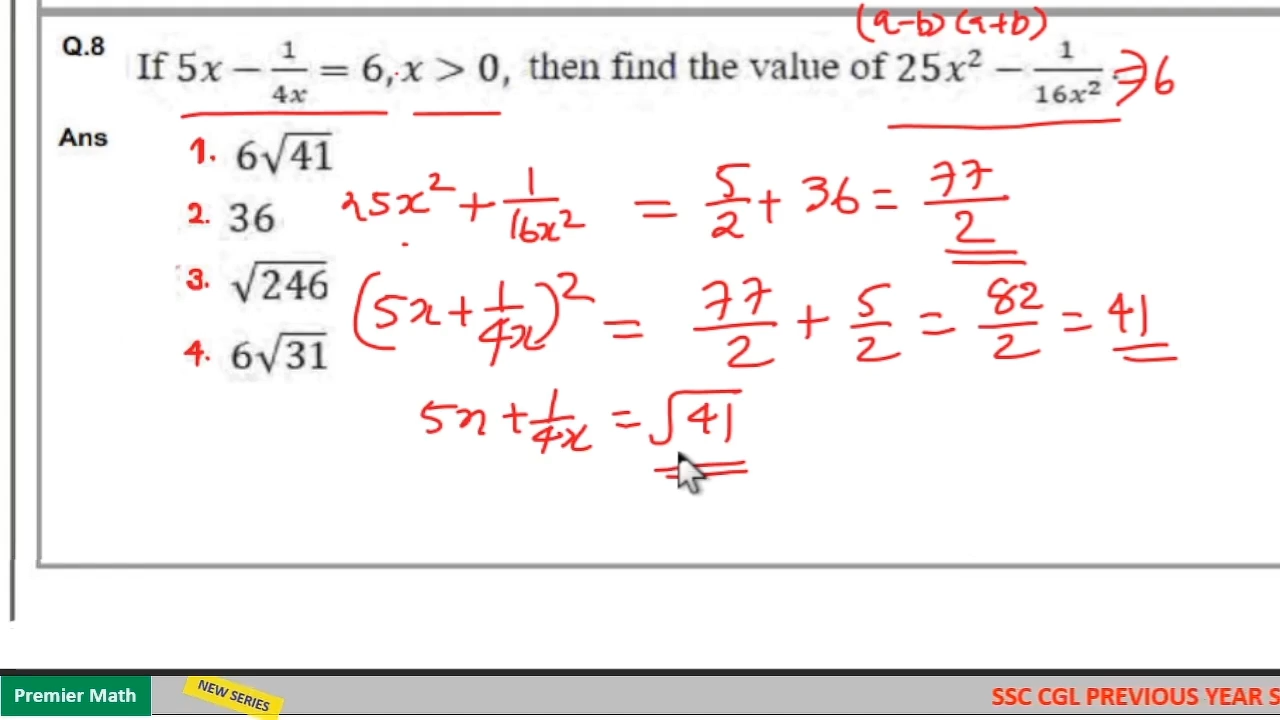 (a-b)(a+b)
Q.8 If 5x − 1/4x = 6, x > 0, then find the value of 25x² − 1/16x² . ⇒ 6
Ans
1. 6√41
25x² + 1/16x² = 5/2 + 36 = 77/2
2. 36
3. √246
(5x + 1/4x)² = 77/2 + 5/2 = 82/2 = 41
4. 6√31
5x + 1/4x = √41
Premier Math
NEW SERIES
SSC CGL PREVIOUS YEAR S